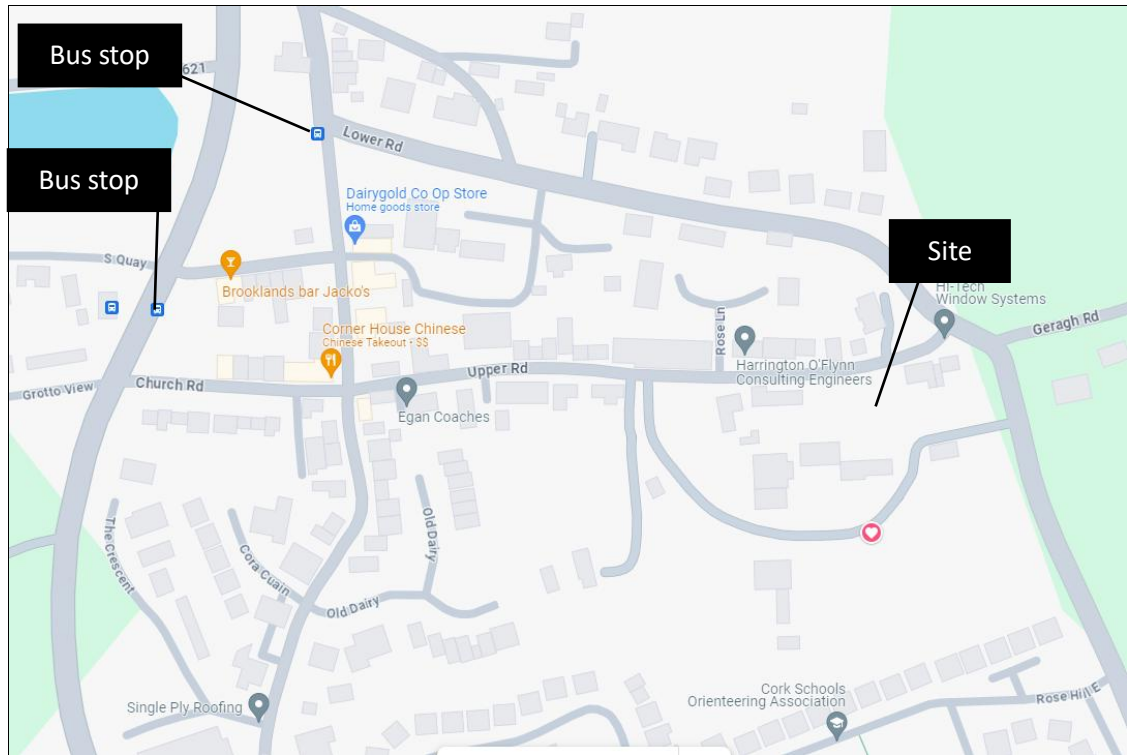 Bus stop
621
Lower Rd
Bus stop
Dairygold Co Op Store
Home goods store
Site
S Quay
Brooklands bar Jacko's
Hi-Tech
Window Systems
Geragh Rd
Corner House Chinese
Chinese Takeout • $$
Rose Ln
Harrington O'Flynn
Consulting Engineers
Upper Rd
Church Rd
Grotto View
Egan Coaches
The Crescent
Cora Cuain
Old Dairy
Old Dairy
Single Ply Roofing
Cork Schools
Orienteering Association
Rose Hill E